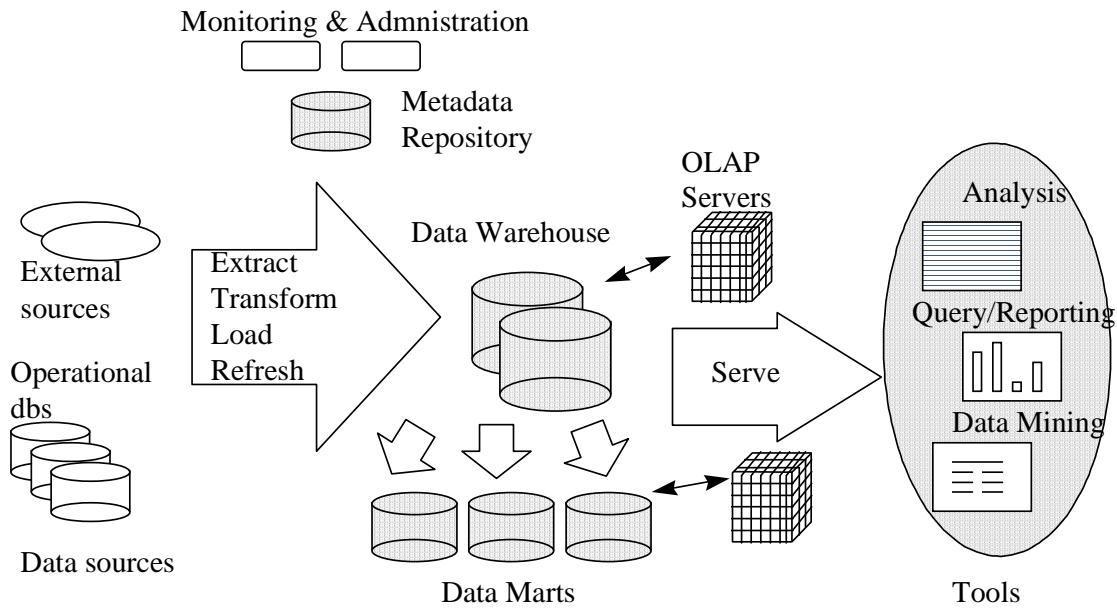 Monitoring & Admnistration
Metadata
Repository
OLAP
Servers
Analysis
Data Warehouse
External
sources
Extract
Transform
Load
Refresh
Query/Reporting
Operational
dbs
Serve
Data Mining
Data sources
Data Marts
Tools